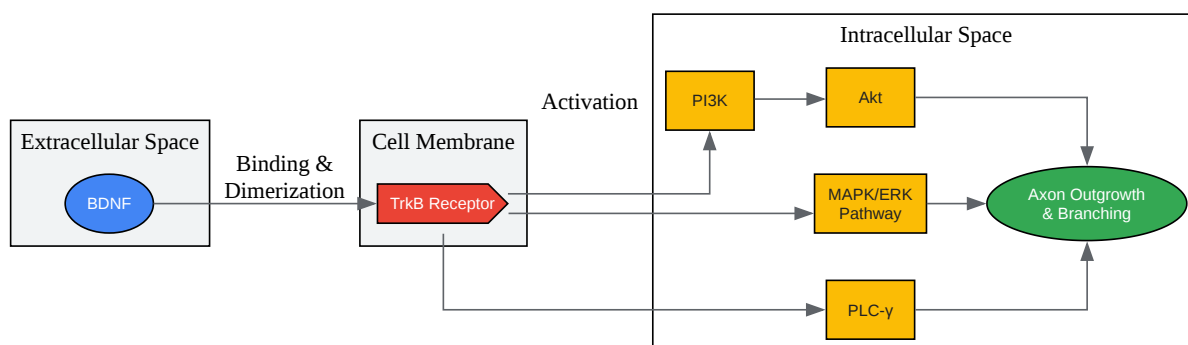 Intracellular Space
Activation
PI3K
Akt
Extracellular Space
Cell Membrane
Binding &
Dimerization
BDNF
TrkB Receptor
MAPK/ERK
Pathway
Axon Outgrowth
& Branching
PLC-γ